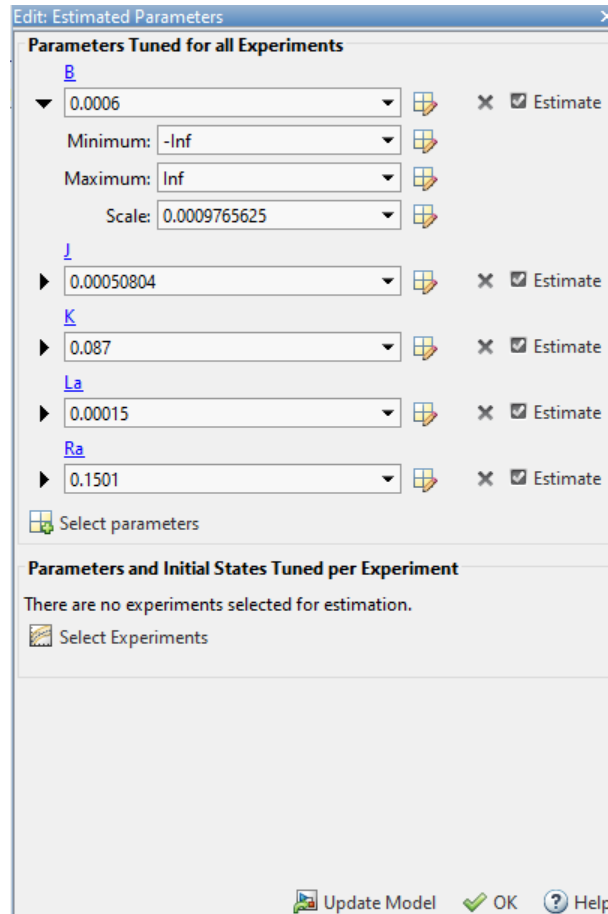 Edit: Estimated Parameters
Parameters Tuned for all Experiments
B
0.0006 Estimate
Minimum: -Inf
Maximum: Inf
Scale: 0.0009765625
J
0.00050804 Estimate
K
0.087 Estimate
La
0.00015 Estimate
Ra
0.1501 Estimate
Select parameters
Parameters and Initial States Tuned per Experiment
There are no experiments selected for estimation.
Select Experiments
Update Model OK Help